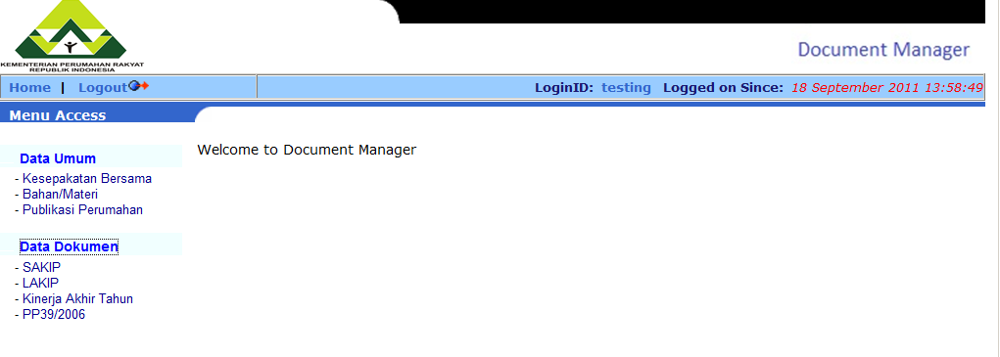 KEMENTERIAN PERUMAHAN RAKYAT
REPUBLIK INDONESIA
Document Manager
Home | Logout
LoginID: testing Logged on Since: 18 September 2011 13:58:49
Menu Access
Welcome to Document Manager
Data Umum
- Kesepakatan Bersama
- Bahan/Materi
- Publikasi Perumahan
Data Dokumen
- SAKIP
- LAKIP
- Kinerja Akhir Tahun
- PP39/2006